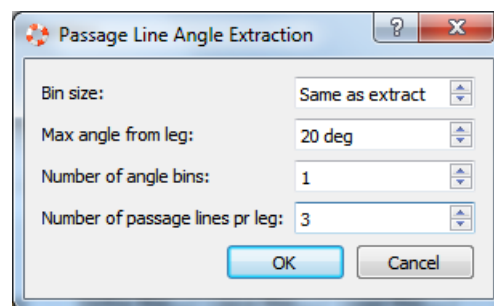 Passage Line Angle Extraction
Bin size: Same as extract
Max angle from leg: 20 deg
Number of angle bins: 1
Number of passage lines pr leg: 3
OK Cancel